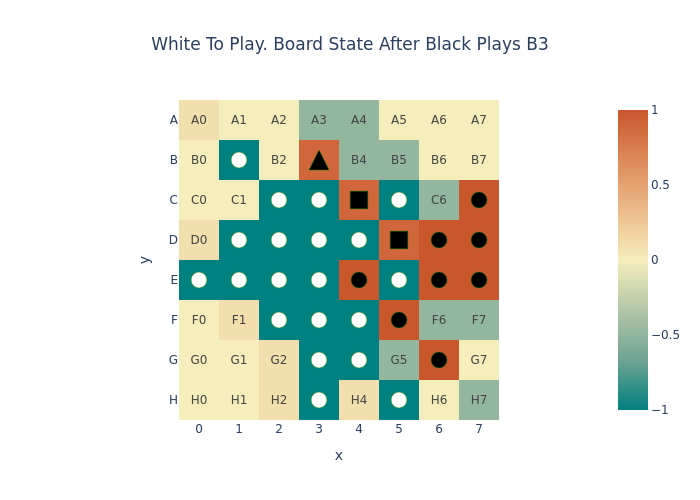 White To Play. Board State After Black Plays B3
A A0 A1 A2 A3 A4 A5 A6 A7 1
B B0 B2 B4 B5 B6 B7
C C0 C1 C6 0.5
D D0
y 0
E
F F0 F1 F6 F7 −0.5
G G0 G1 G2 G5 G7
H H0 H1 H2 H4 H6 H7 −1
0 1 2 3 4 5 6 7
x